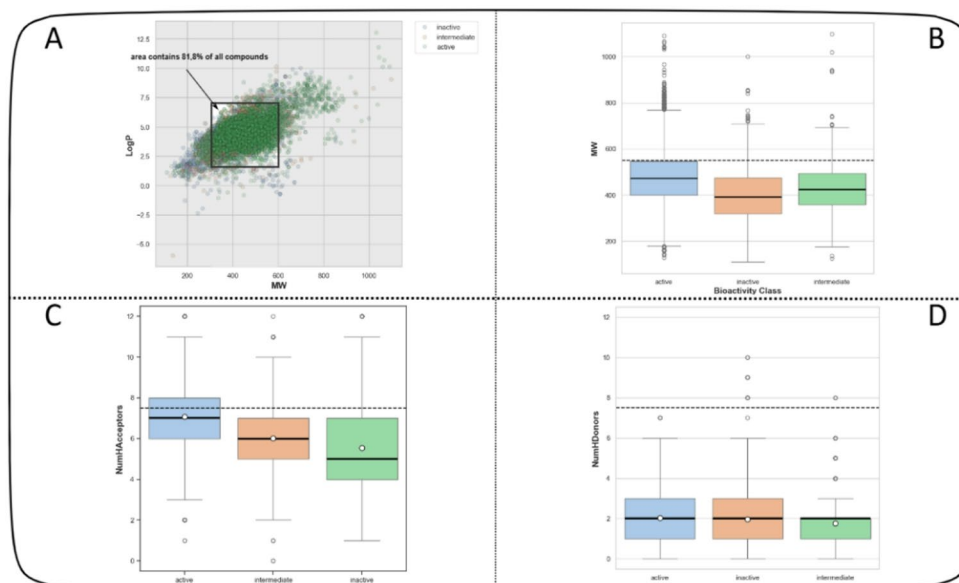 A
inactive
intermediate
active
area contains 81,8% of all compounds
12.5
10.0
7.5
5.0
2.5
0.0
−2.5
−5.0
LogP
200
400
600
800
1000
MW
B
1000
800
600
400
200
MW
active
inactive
intermediate
Bioactivity Class
C
12
10
8
6
4
2
0
NumHAcceptors
active
intermediate
inactive
D
12
10
8
6
4
2
0
NumHDonors
active
inactive
intermediate